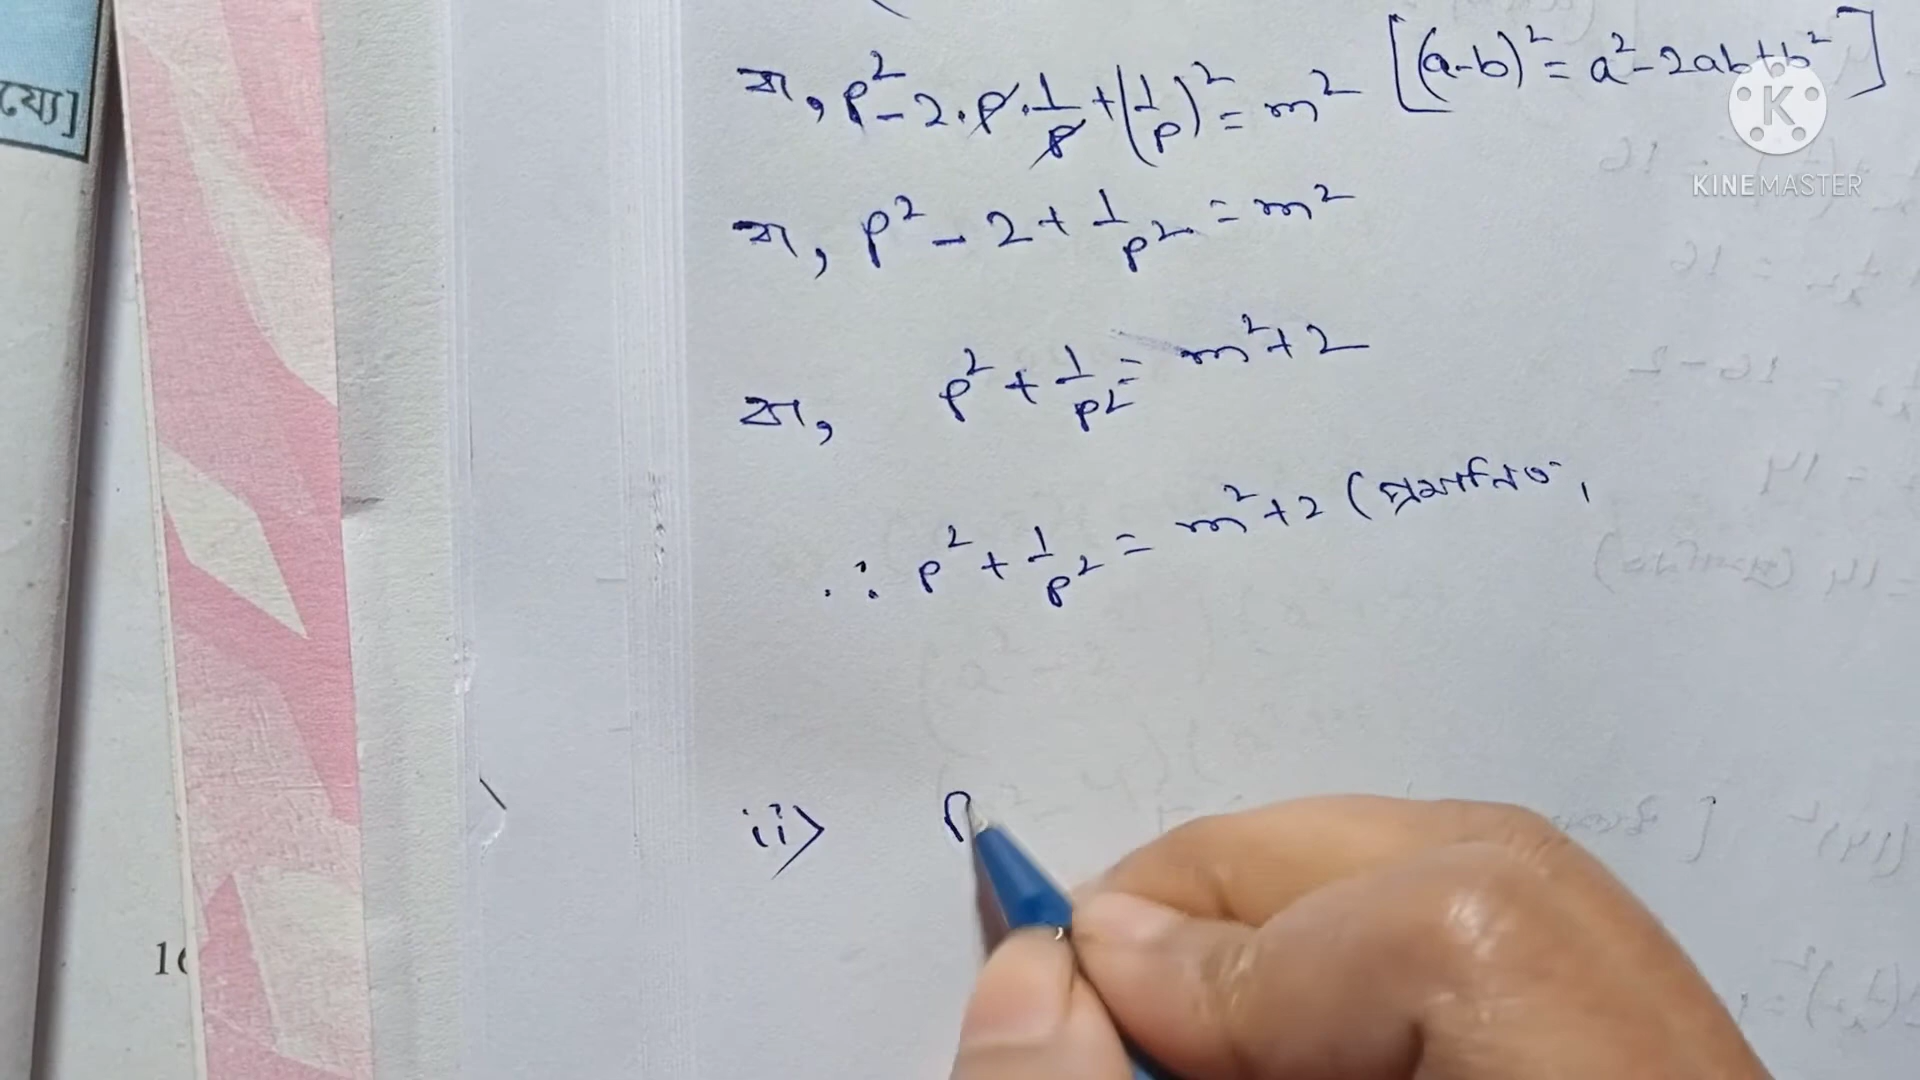 বা, p² - 2.p.1/p + (1/p)² = m² [(a-b)² = a² - 2ab + b²]
বা, p² - 2 + 1/p² = m²
বা, p² + 1/p² = m² + 2
∴ p² + 1/p² = m² + 2 (প্রমাণিত)
ii) P
KINEMASTER
16